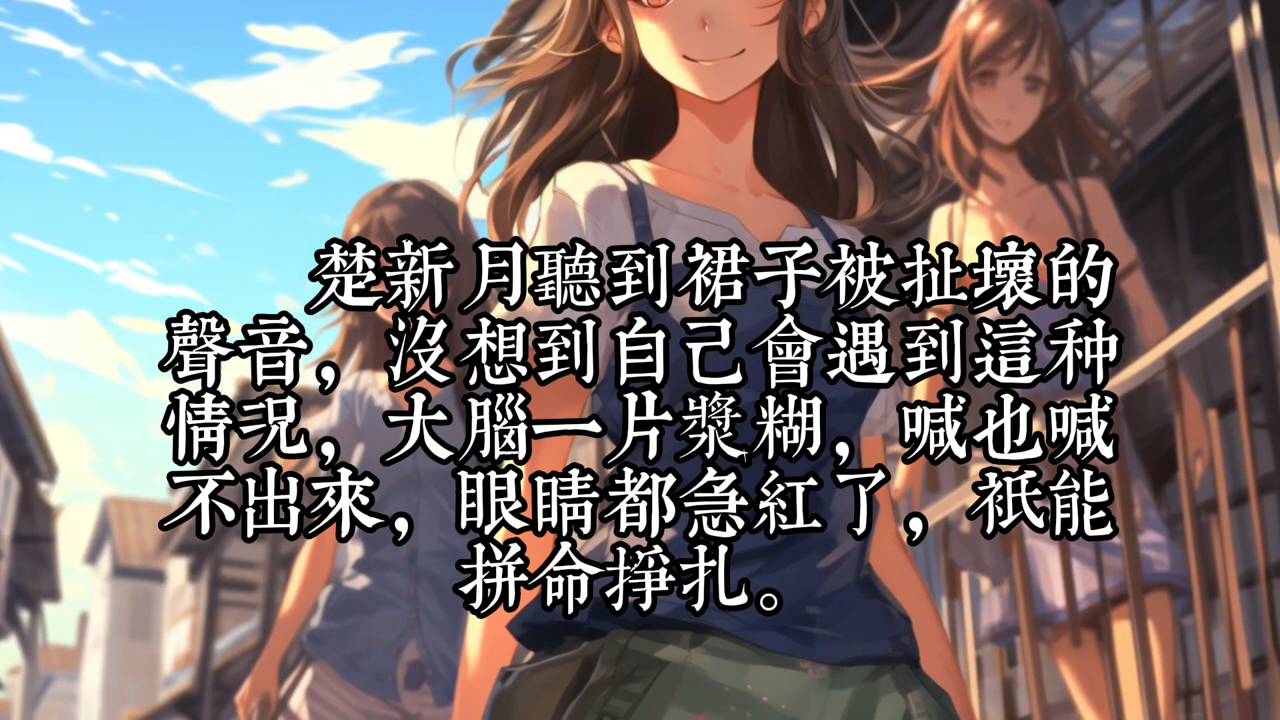 楚新月聽到裙子被扯壞的
聲音，沒想到自己會遇到這种
情況，大腦一片漿糊，喊也喊
不出來，眼睛都急紅了，祇能
拼命掙扎。